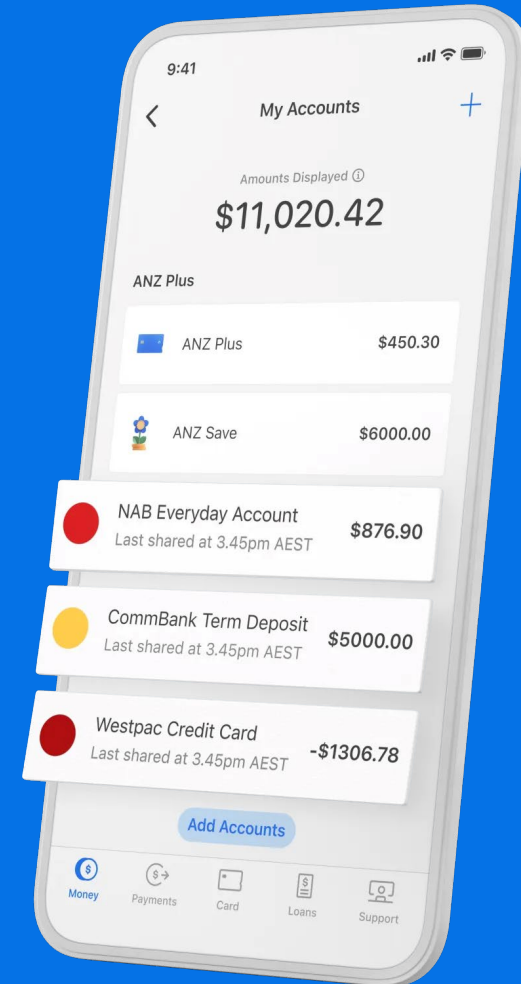 9:41
My Accounts
Amounts Displayed
$11,020.42
ANZ Plus
ANZ Plus $450.30
ANZ Save $6000.00
NAB Everyday Account $876.90
Last shared at 3.45pm AEST
CommBank Term Deposit $5000.00
Last shared at 3.45pm AEST
Westpac Credit Card -$1306.78
Last shared at 3.45pm AEST
Add Accounts
Money Payments Card Loans Support